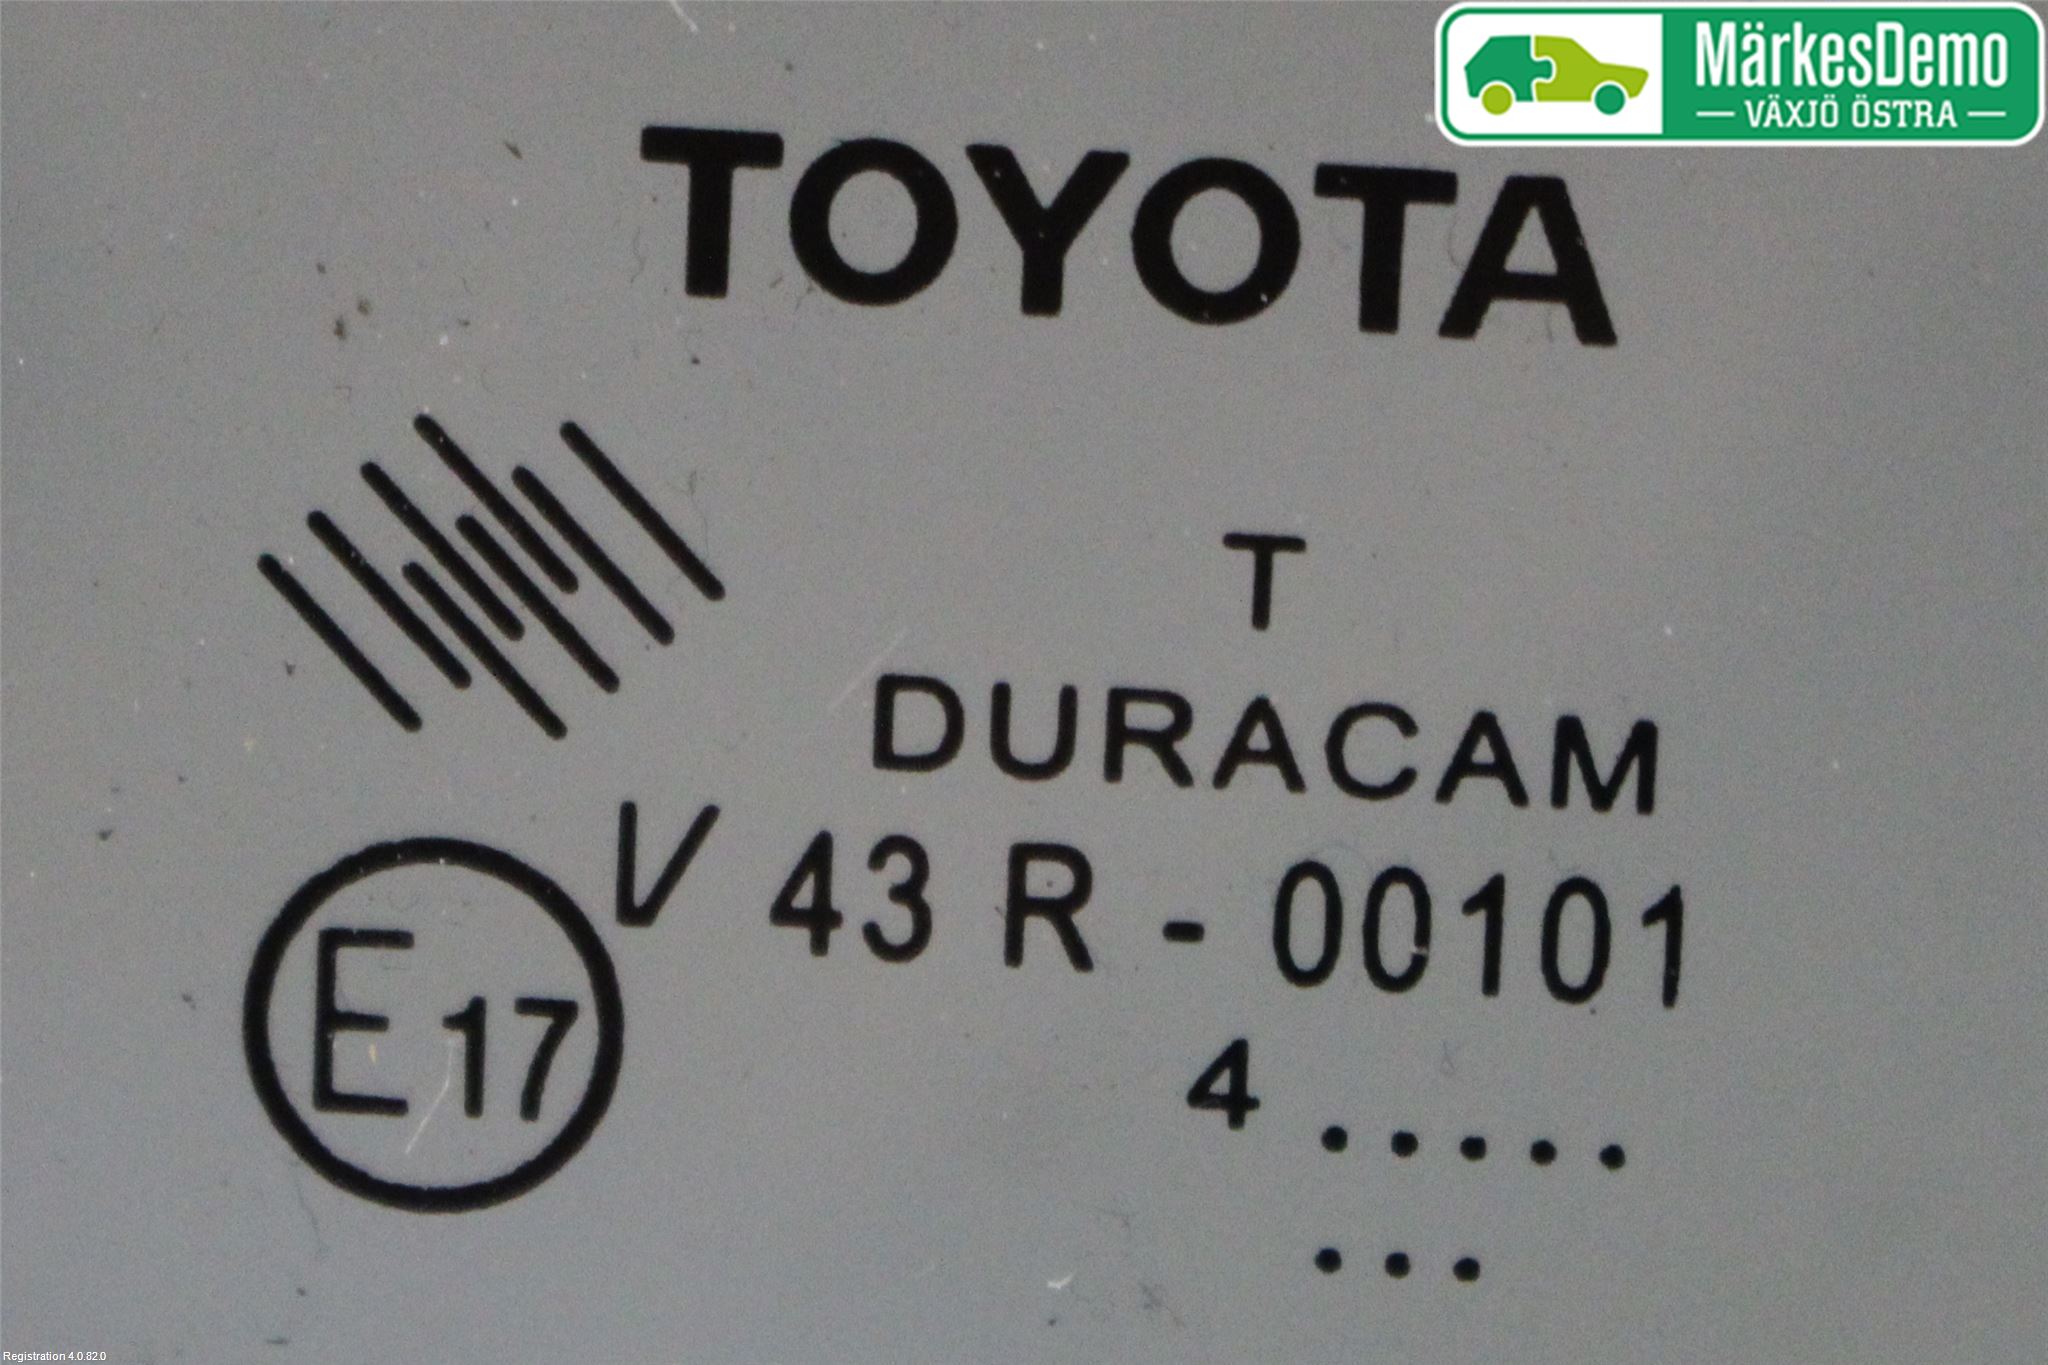 MärkesDemo
VÄXJÖ ÖSTRA
TOYOTA
T
DURACAM
V 43 R - 00101
E17
4 .....
...
Registration 4.0.82.0